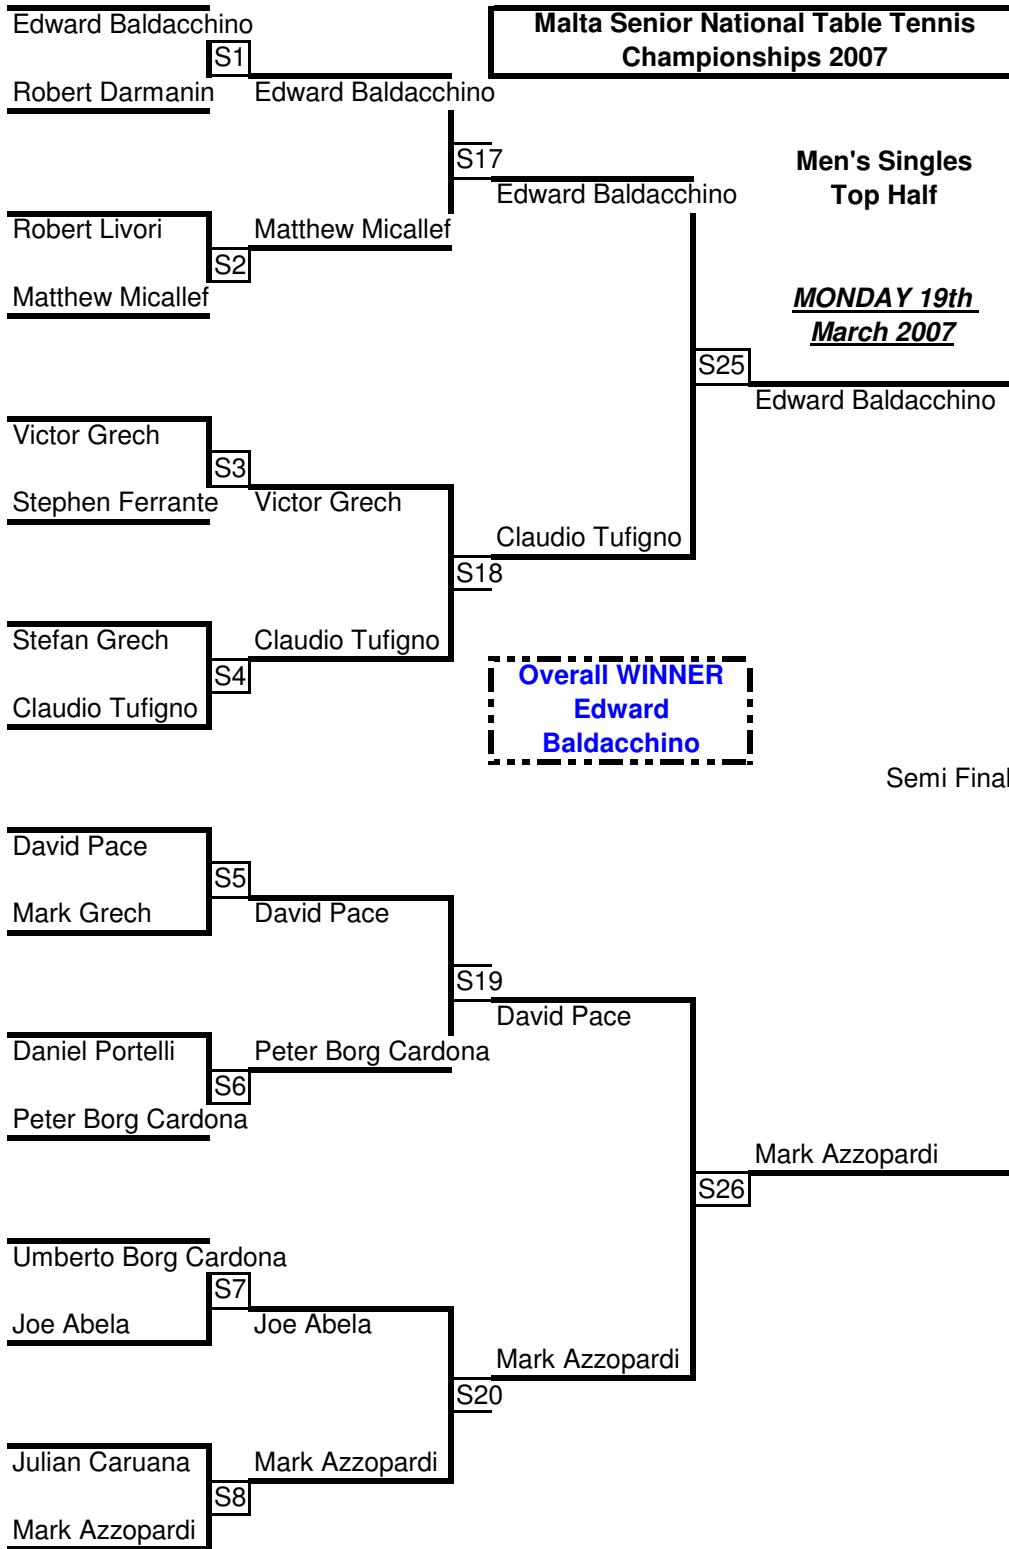 Edward Baldacchino
Malta Senior National Table Tennis
Championships 2007
S1
Robert Darmanin
Edward Baldacchino
S17
Men's Singles
Top Half
Edward Baldacchino
Robert Livori
Matthew Micallef
S2
Matthew Micallef
MONDAY 19th
March 2007
S25
Edward Baldacchino
Victor Grech
S3
Stephen Ferrante
Victor Grech
Claudio Tufigno
S18
Stefan Grech
Claudio Tufigno
S4
Claudio Tufigno
Overall WINNER
Edward
Baldacchino
Semi Final
David Pace
S5
Mark Grech
David Pace
S19
David Pace
Daniel Portelli
Peter Borg Cardona
S6
Peter Borg Cardona
Mark Azzopardi
S26
Umberto Borg Cardona
S7
Joe Abela
Joe Abela
Mark Azzopardi
S20
Julian Caruana
Mark Azzopardi
S8
Mark Azzopardi